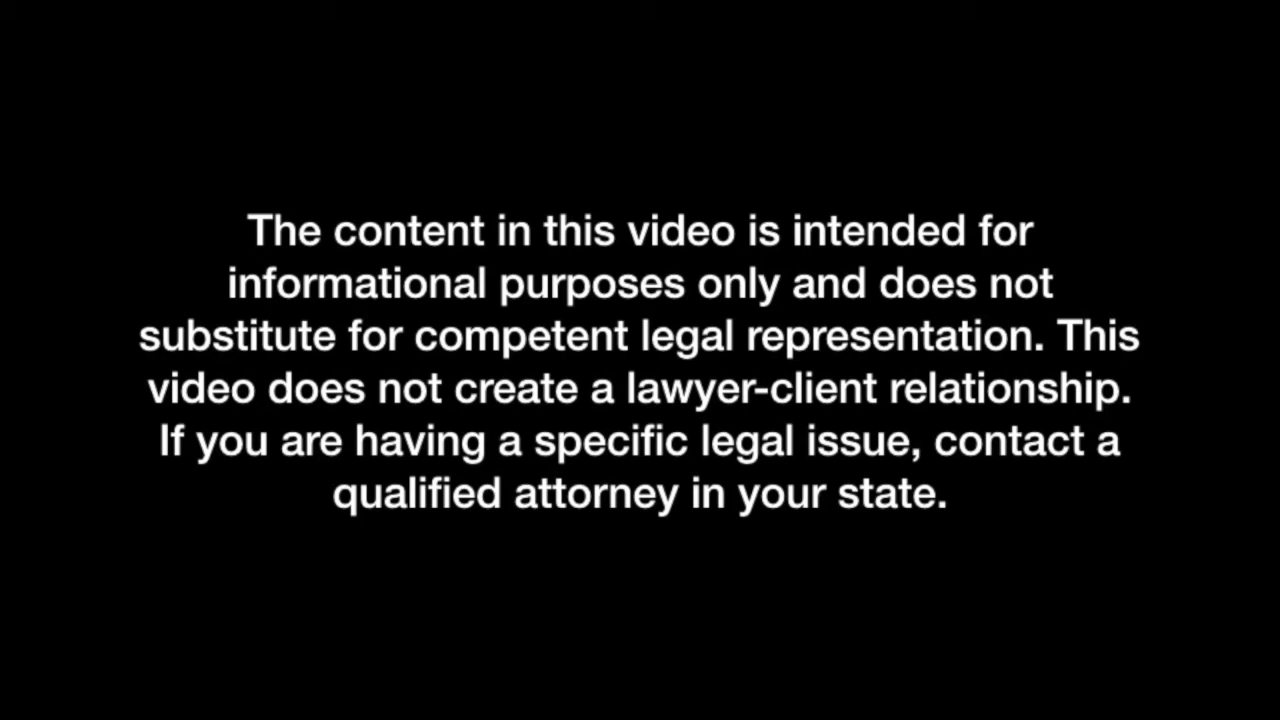 The content in this video is intended for
informational purposes only and does not
substitute for competent legal representation. This
video does not create a lawyer-client relationship.
If you are having a specific legal issue, contact a
qualified attorney in your state.